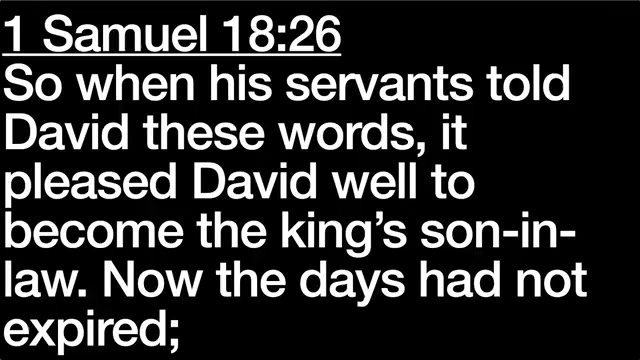 1 Samuel 18:26
So when his servants told
David these words, it
pleased David well to
become the king’s son-in-
law. Now the days had not
expired;